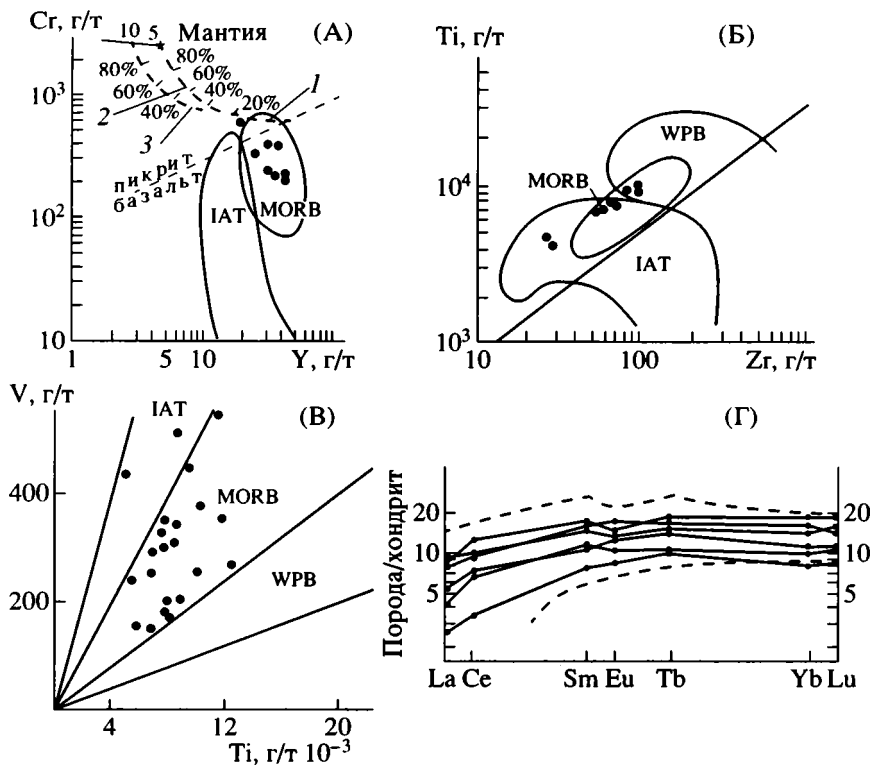 Cr, г/т
10 5 Мантия
(А)
80%
80%
60%
60%
40%
40%
20%
1
2
3
10³
10²
10
пикрит
базальт
IAT
MORB
1
5
10
Y, г/т
100
Ti, г/т
(Б)
WPB
MORB
IAT
10⁴
10³
10
100
Zr, г/т
V, г/т
(В)
IAT
MORB
WPB
400
200
4
12
20
Ti, г/т 10⁻³
(Г)
Порода/хондрит
20
10
5
20
10
5
La Ce Sm Eu Tb Yb Lu